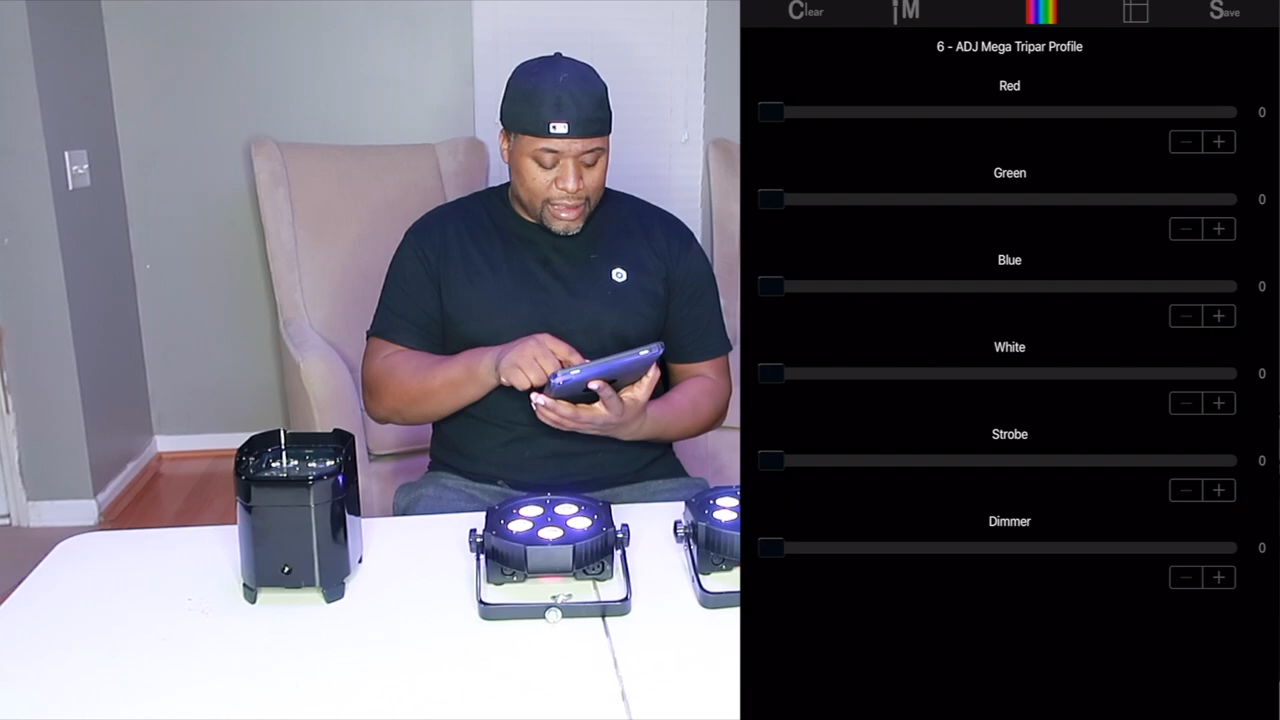 Clear
M
Save
6 - ADJ Mega Tripar Profile
Red
0
Green
0
Blue
0
White
0
Strobe
0
Dimmer
0